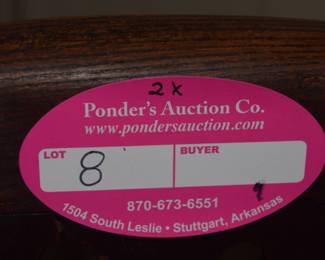 2x
Ponder's Auction Co.
www.pondersauction.com
LOT 8 BUYER
870-673-6551
1504 South Leslie • Stuttgart, Arkansas